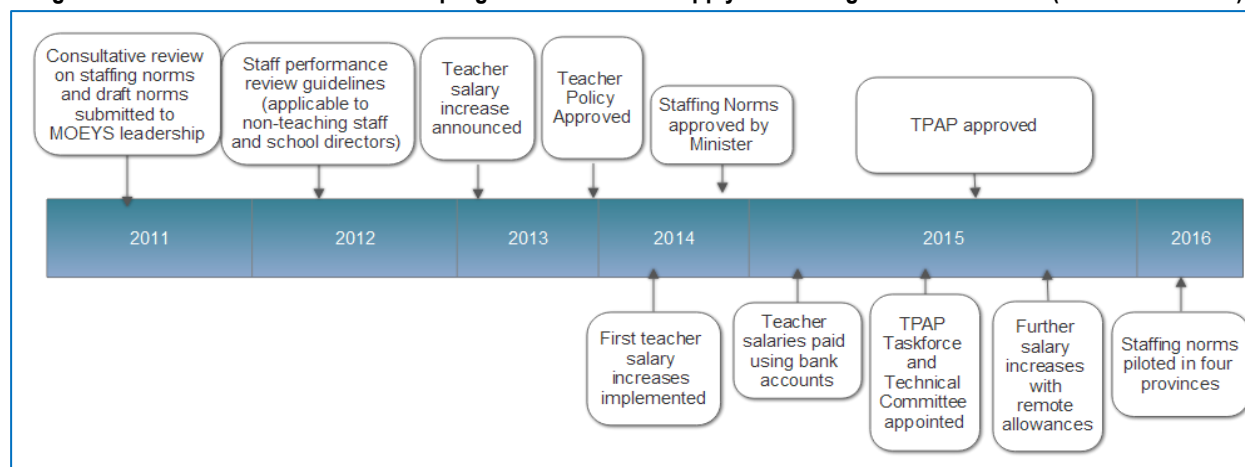 Consultative review
on staffing norms
and draft norms
submitted to
MOEYS leadership
Staff performance
review guidelines
(applicable to
non-teaching staff
and school directors)
Teacher
salary
increase
announced
Teacher
Policy
Approved
Staffing Norms
approved by
Minister
TPAP approved
2011
2012
2013
2014
2015
2016
First teacher
salary
increases
implemented
Teacher
salaries paid
using bank
accounts
TPAP
Taskforce
and
Technical
Committee
appointed
Further
salary
increases
with
remote
allowances
Staffing norms
piloted in four
provinces